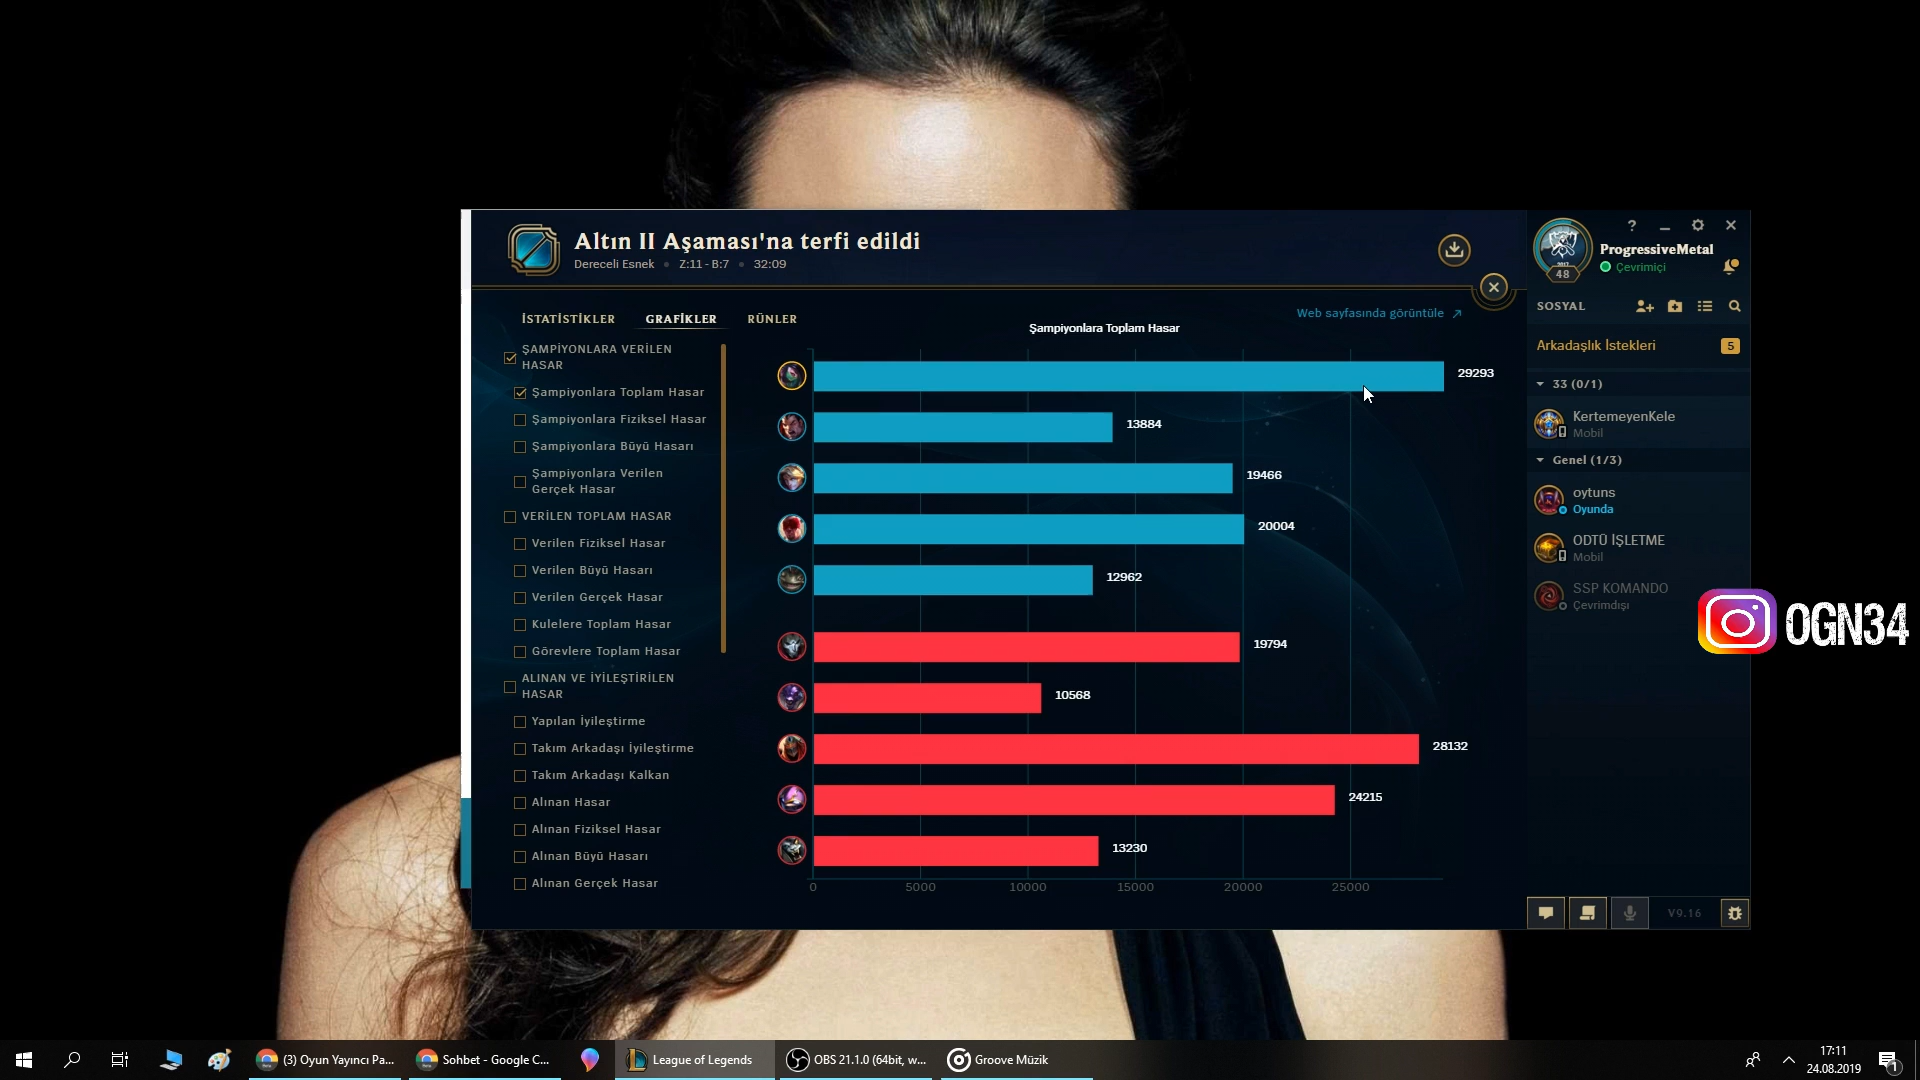 Altın II Aşaması'na terfi edildi
Dereceli Esnek • Z:11 - B:7 • 32:09
İSTATİSTİKLER GRAFİKLER RÜNLER
Web sayfasında görüntüle
Şampiyonlara Toplam Hasar
ŞAMPİYONLARA VERİLEN
HASAR
Şampiyonlara Toplam Hasar
Şampiyonlara Fiziksel Hasar
Şampiyonlara Büyü Hasarı
Şampiyonlara Verilen
Gerçek Hasar
VERİLEN TOPLAM HASAR
Verilen Fiziksel Hasar
Verilen Büyü Hasarı
Verilen Gerçek Hasar
Kulelere Toplam Hasar
Görevlere Toplam Hasar
ALINAN VE İYİLEŞTİRİLEN
HASAR
Yapılan İyileştirme
Takım Arkadaşı İyileştirme
Takım Arkadaşı Kalkan
Alınan Hasar
Alınan Fiziksel Hasar
Alınan Büyü Hasarı
Alınan Gerçek Hasar
29293
13884
19466
20004
12962
19794
10568
28132
24215
13230
0 5000 10000 15000 20000 25000
?
ProgressiveMetal
Çevrimiçi
2017
48
SOSYAL
Arkadaşlık İstekleri 5
33 (0/1)
KertemeyenKele
Mobil
Genel (1/3)
oytuns
Oyunda
ODTÜ İŞLETME
Mobil
SSP KOMANDO
Çevrimdışı
V9.16
OGN34
(3) Oyun Yayıncı Pa...
Sohbet - Google C...
League of Legends
OBS 21.1.0 (64bit, w...
Groove Müzik
17:11
24.08.2019
1